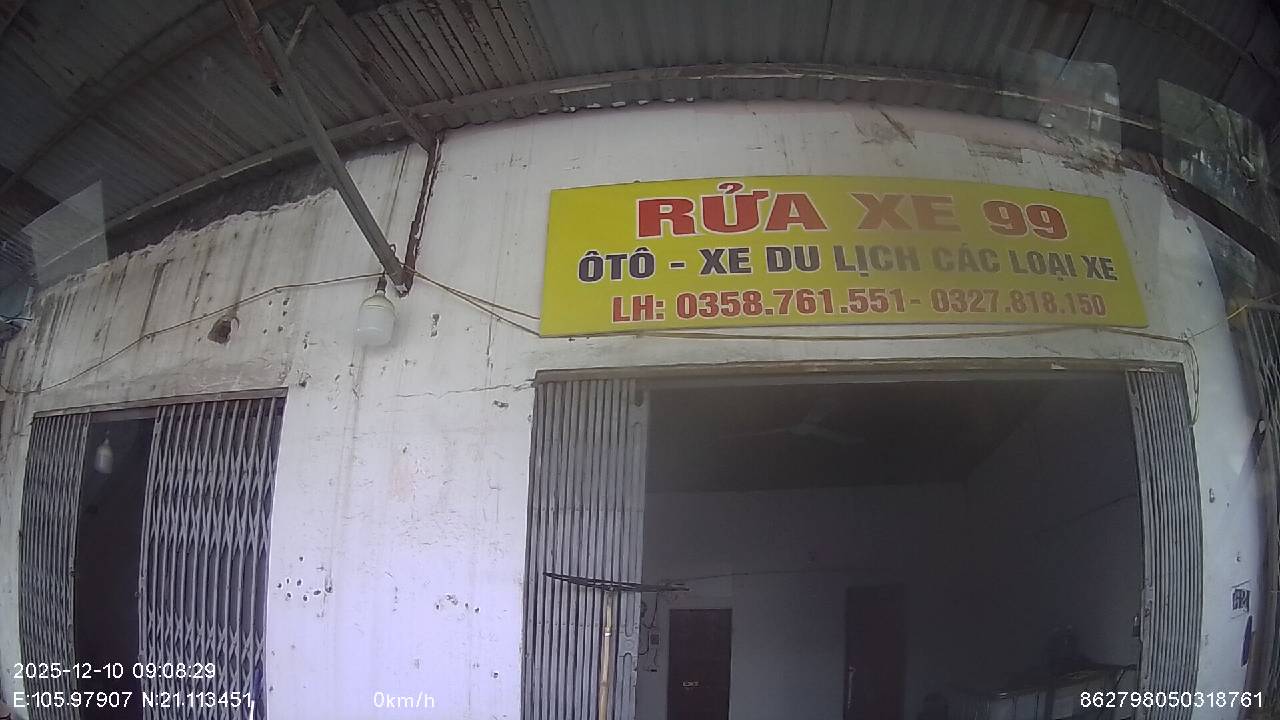 RỬA XE 99
ÔTÔ - XE DU LỊCH CÁC LOẠI XE
LH: 0358.761.551- 0327.818.150
2025-12-10 09:08:29
E:105.97907 N:21.113451
0km/h
862798050318761